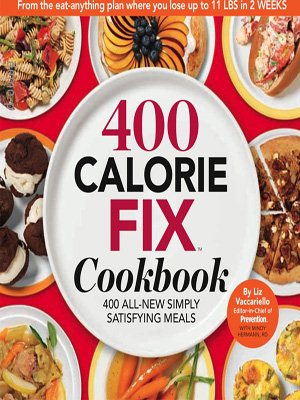 From the eat-anything plan where you lose up to 11 LBS in 2 WEEKS
400
CALORIE
FIX™
Cookbook
400 ALL-NEW SIMPLY
SATISFYING MEALS
By Liz
Vaccariello
Editor-in-Chief of
Prevention.
WITH MINDY
HERMANN, RD